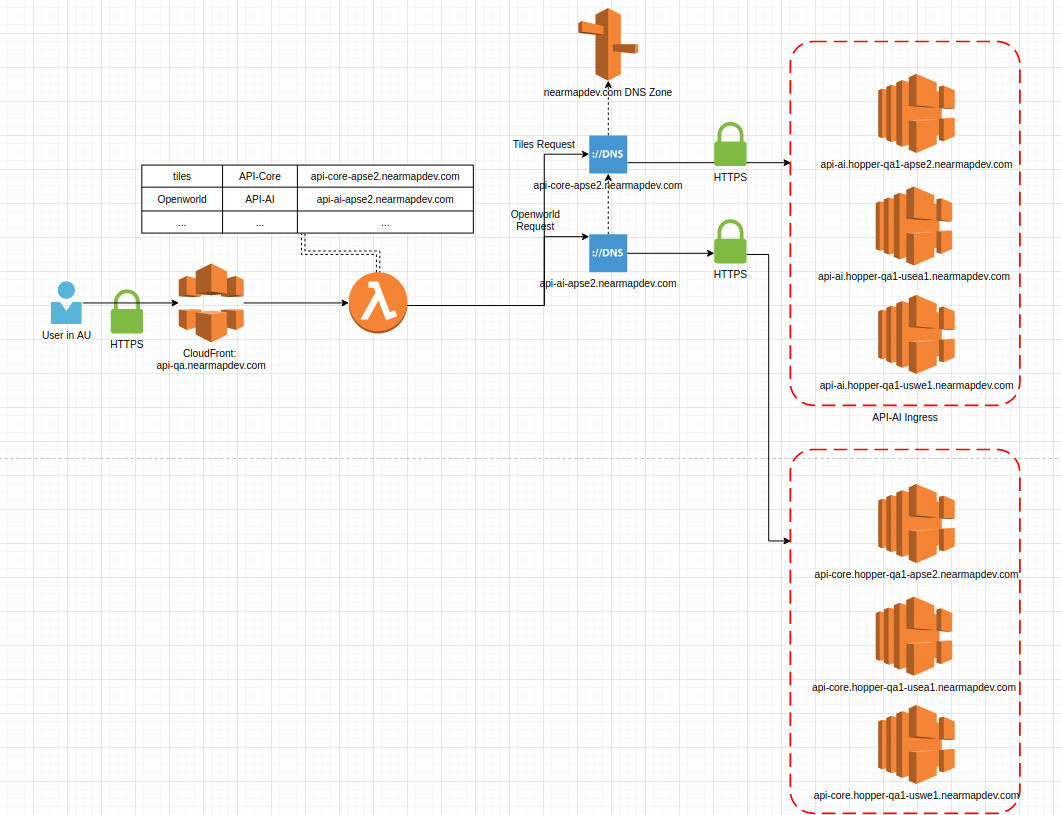 nearmapdev.com DNS Zone
Tiles Request
://DNS
api-core-apse2.nearmapdev.com
HTTPS
Openworld
Request
://DNS
api-ai-apse2.nearmapdev.com
HTTPS
tiles API-Core api-core-apse2.nearmapdev.com
Openworld API-AI api-ai-apse2.nearmapdev.com
... ... ...
User in AU
HTTPS
CloudFront:
api-qa.nearmapdev.com
api-ai.hopper-qa1-apse2.nearmapdev.com
api-ai.hopper-qa1-usea1.nearmapdev.com
api-ai.hopper-qa1-uswe1.nearmapdev.com
API-AI Ingress
api-core.hopper-qa1-apse2.nearmapdev.com
api-core.hopper-qa1-usea1.nearmapdev.com
api-core.hopper-qa1-uswe1.nearmapdev.com